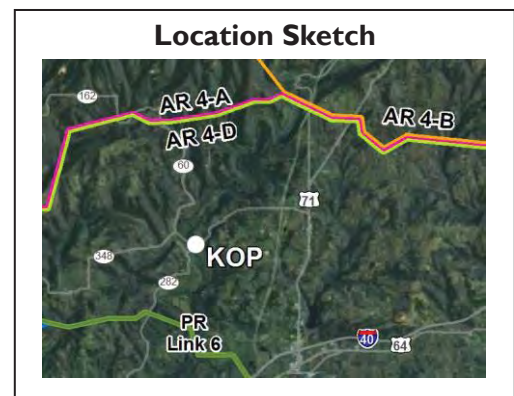 Location Sketch
162
AR 4-A
AR 4-D
AR 4-B
60
71
KOP
348
282
PR
Link 6
40
64